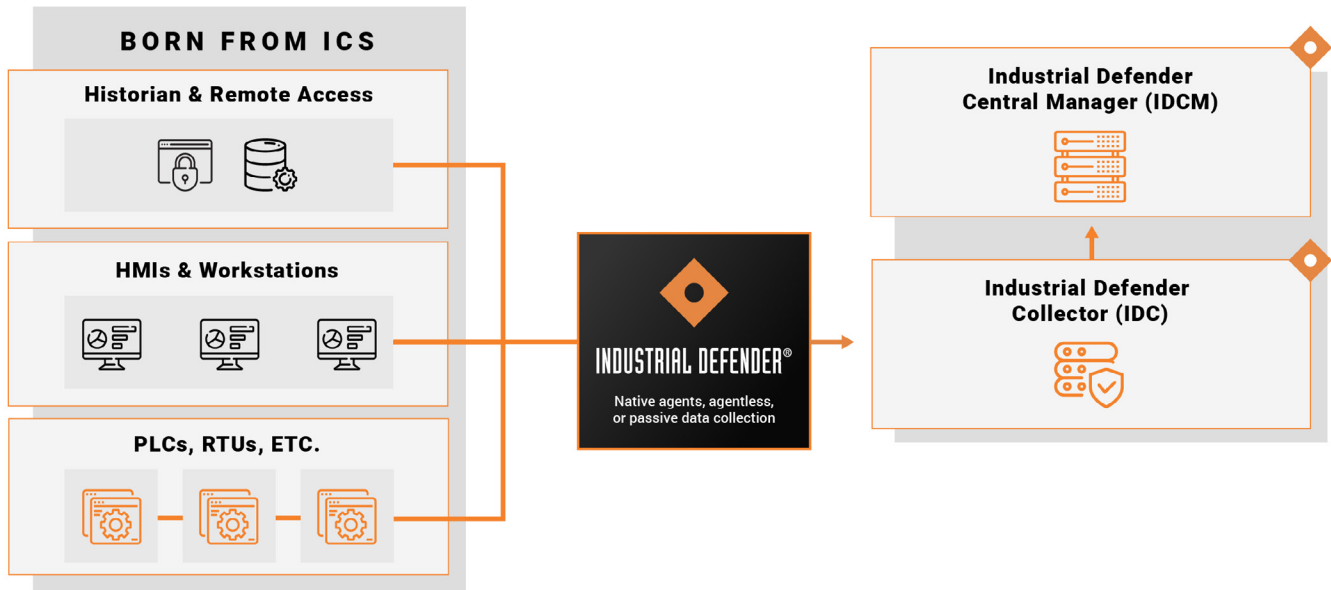 BORN FROM ICS
Historian & Remote Access
HMIs & Workstations
PLCs, RTUs, ETC.
INDUSTRIAL DEFENDER®
Native agents, agentless,
or passive data collection
Industrial Defender
Central Manager (IDCM)
Industrial Defender
Collector (IDC)